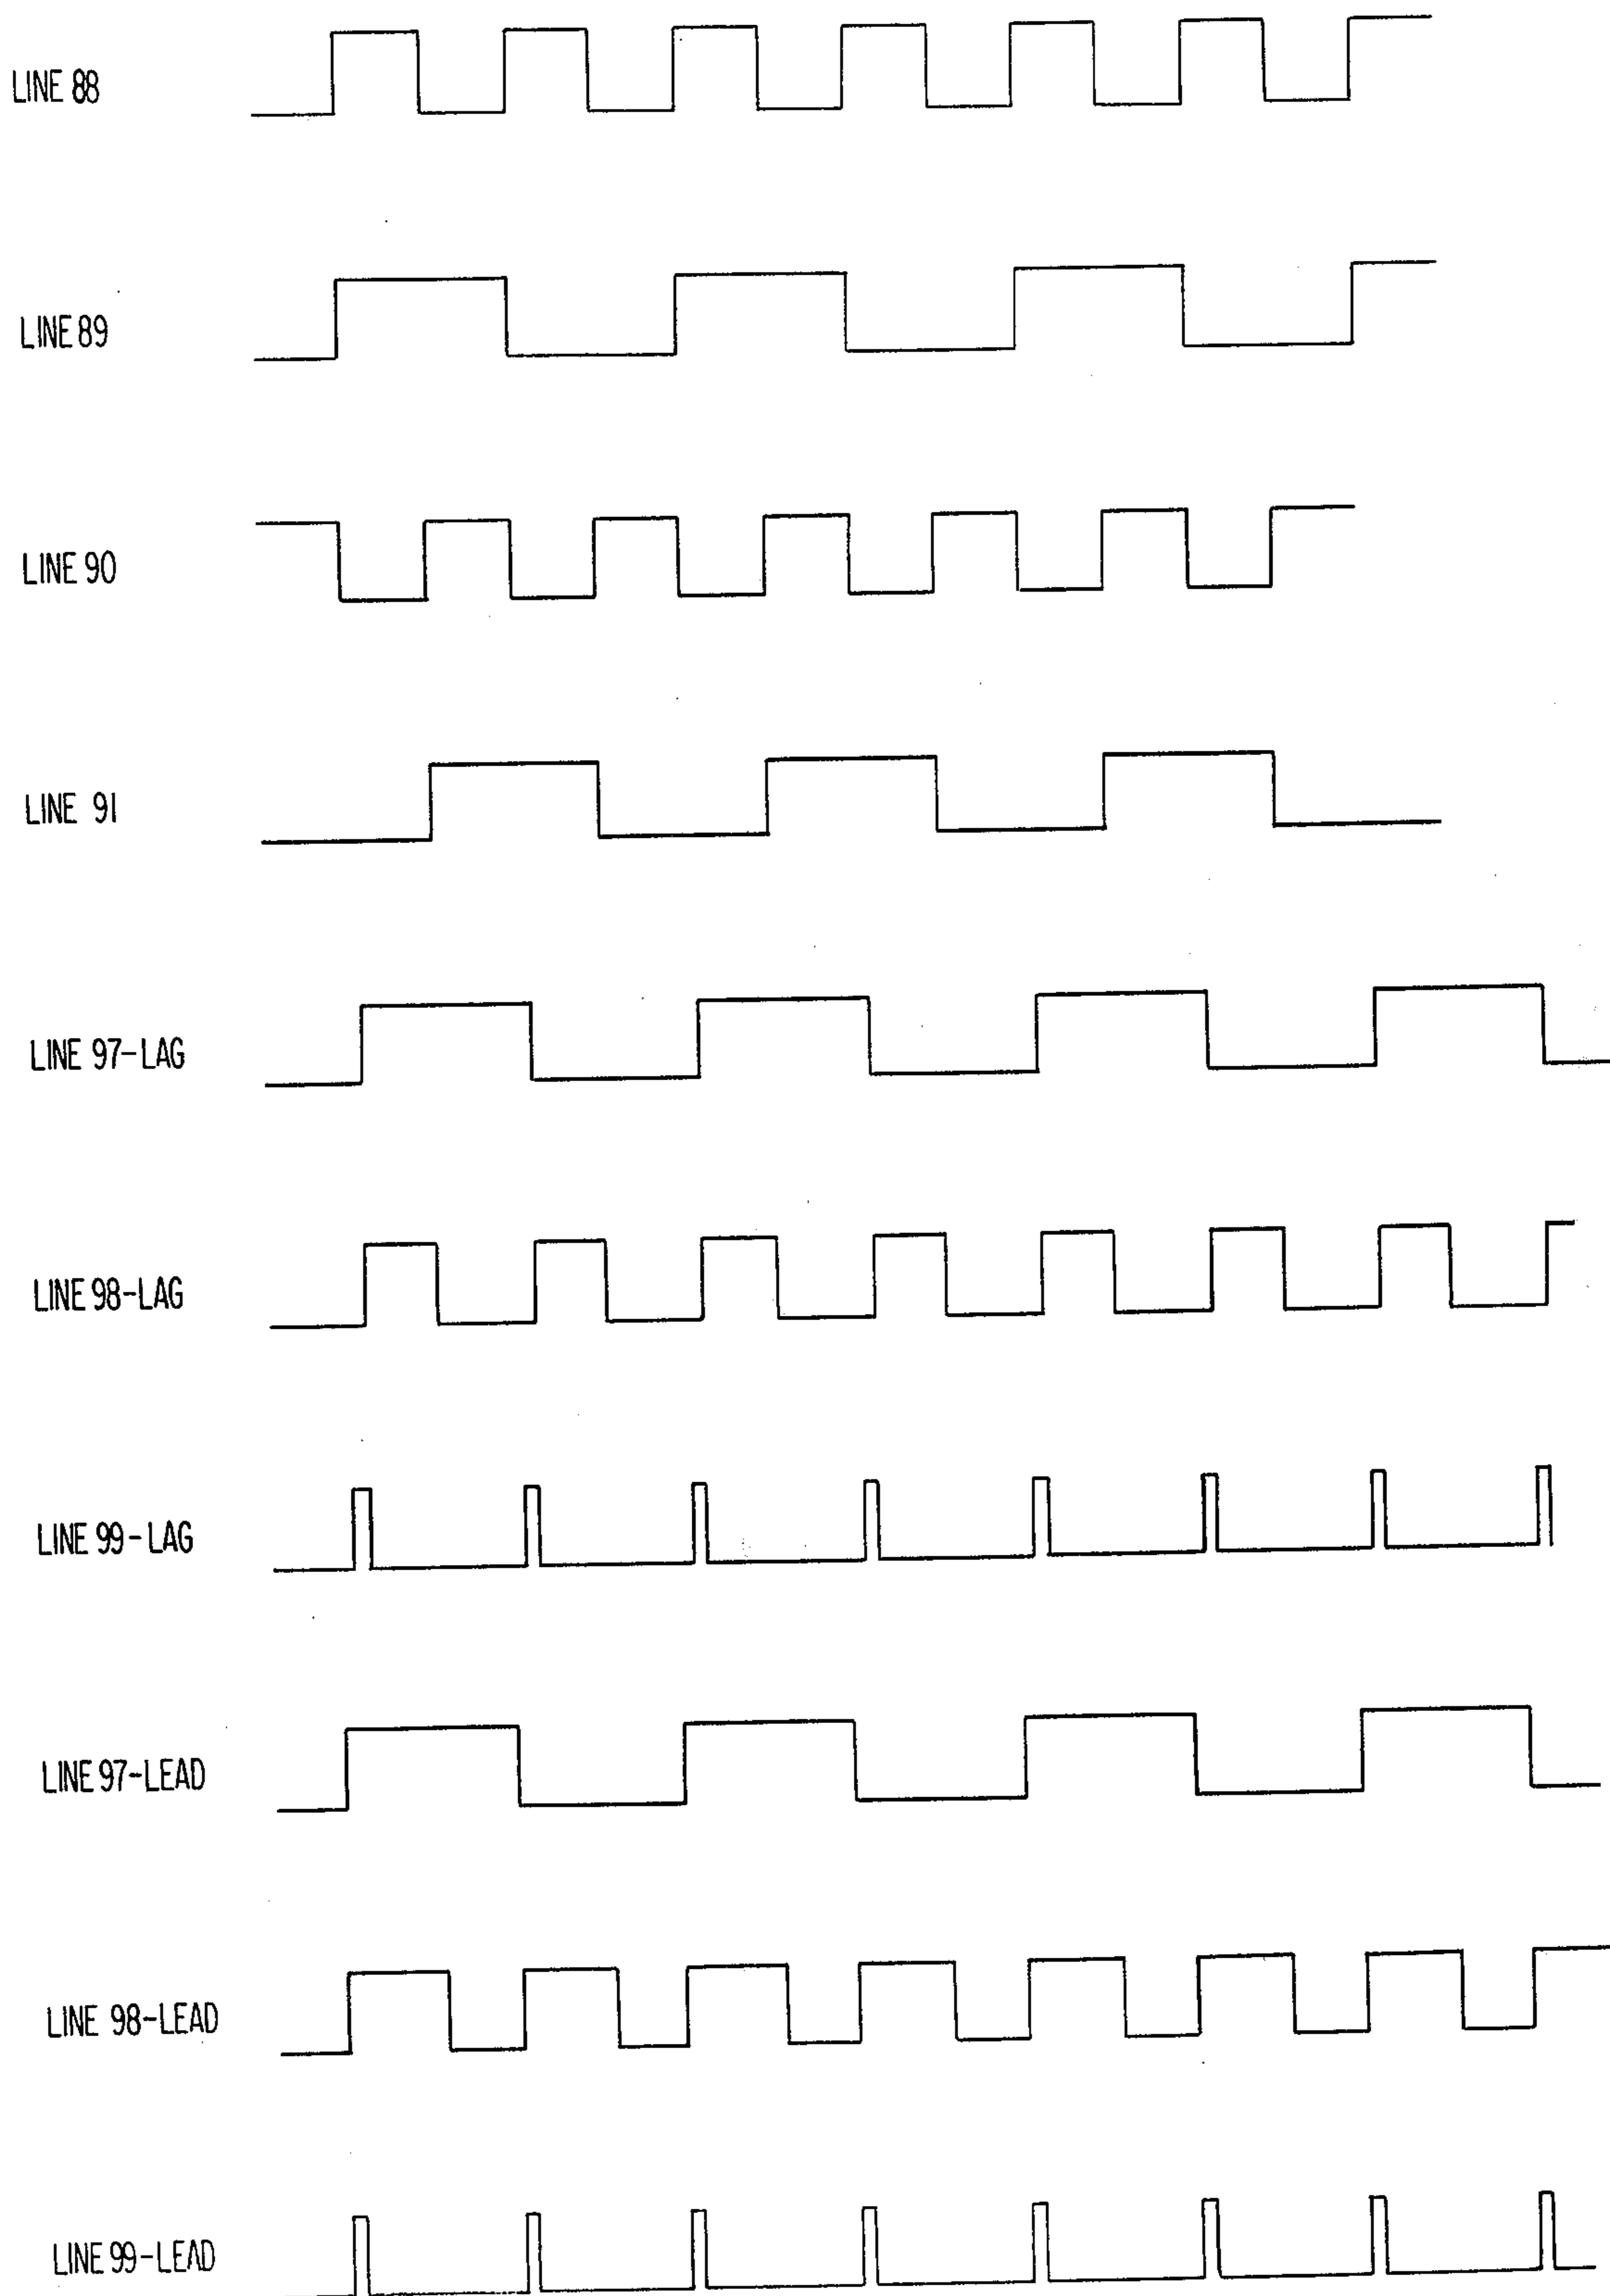 LINE 88
LINE 89
LINE 90
LINE 91
LINE 97-LAG
LINE 98-LAG
LINE 99-LAG
LINE 97-LEAD
LINE 98-LEAD
LINE 99-LEAD